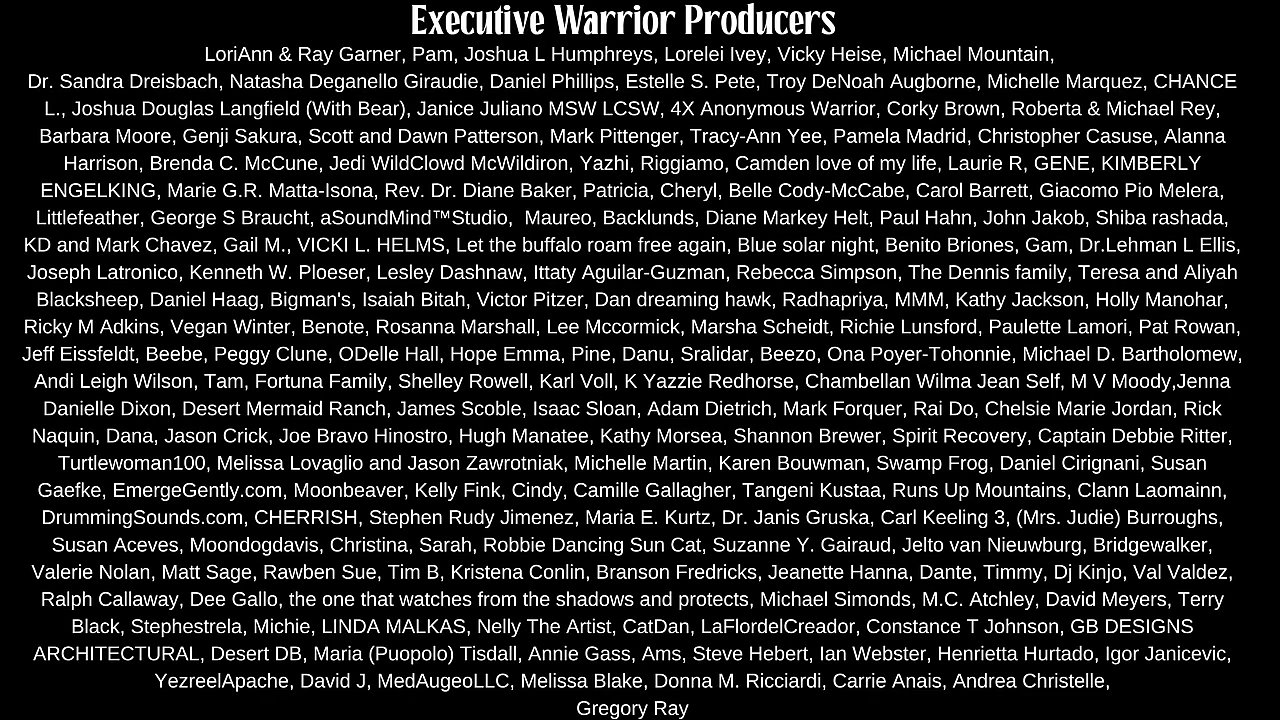 Executive Warrior Producers
LoriAnn & Ray Garner, Pam, Joshua L Humphreys, Lorelei Ivey, Vicky Heise, Michael Mountain,
Dr. Sandra Dreisbach, Natasha Deganello Giraudie, Daniel Phillips, Estelle S. Pete, Troy DeNoah Augborne, Michelle Marquez, CHANCE
L., Joshua Douglas Langfield (With Bear), Janice Juliano MSW LCSW, 4X Anonymous Warrior, Corky Brown, Roberta & Michael Rey,
Barbara Moore, Genji Sakura, Scott and Dawn Patterson, Mark Pittenger, Tracy-Ann Yee, Pamela Madrid, Christopher Casuse, Alanna
Harrison, Brenda C. McCune, Jedi WildClowd McWildiron, Yazhi, Riggiamo, Camden love of my life, Laurie R, GENE, KIMBERLY
ENGELKING, Marie G.R. Matta-Isona, Rev. Dr. Diane Baker, Patricia, Cheryl, Belle Cody-McCabe, Carol Barrett, Giacomo Pio Melera,
Littlefeather, George S Braucht, aSoundMind™Studio,  Maureo, Backlunds, Diane Markey Helt, Paul Hahn, John Jakob, Shiba rashada,
KD and Mark Chavez, Gail M., VICKI L. HELMS, Let the buffalo roam free again, Blue solar night, Benito Briones, Gam, Dr.Lehman L Ellis,
Joseph Latronico, Kenneth W. Ploeser, Lesley Dashnaw, Ittaty Aguilar-Guzman, Rebecca Simpson, The Dennis family, Teresa and Aliyah
Blacksheep, Daniel Haag, Bigman's, Isaiah Bitah, Victor Pitzer, Dan dreaming hawk, Radhapriya, MMM, Kathy Jackson, Holly Manohar,
Ricky M Adkins, Vegan Winter, Benote, Rosanna Marshall, Lee Mccormick, Marsha Scheidt, Richie Lunsford, Paulette Lamori, Pat Rowan,
Jeff Eissfeldt, Beebe, Peggy Clune, ODelle Hall, Hope Emma, Pine, Danu, Sralidar, Beezo, Ona Poyer-Tohonnie, Michael D. Bartholomew,
Andi Leigh Wilson, Tam, Fortuna Family, Shelley Rowell, Karl Voll, K Yazzie Redhorse, Chambellan Wilma Jean Self, M V Moody,Jenna
Danielle Dixon, Desert Mermaid Ranch, James Scoble, Isaac Sloan, Adam Dietrich, Mark Forquer, Rai Do, Chelsie Marie Jordan, Rick
Naquin, Dana, Jason Crick, Joe Bravo Hinostro, Hugh Manatee, Kathy Morsea, Shannon Brewer, Spirit Recovery, Captain Debbie Ritter,
Turtlewoman100, Melissa Lovaglio and Jason Zawrotniak, Michelle Martin, Karen Bouwman, Swamp Frog, Daniel Cirignani, Susan
Gaefke, EmergeGently.com, Moonbeaver, Kelly Fink, Cindy, Camille Gallagher, Tangeni Kustaa, Runs Up Mountains, Clann Laomainn,
DrummingSounds.com, CHERRISH, Stephen Rudy Jimenez, Maria E. Kurtz, Dr. Janis Gruska, Carl Keeling 3, (Mrs. Judie) Burroughs,
Susan Aceves, Moondogdavis, Christina, Sarah, Robbie Dancing Sun Cat, Suzanne Y. Gairaud, Jelto van Nieuwburg, Bridgewalker,
Valerie Nolan, Matt Sage, Rawben Sue, Tim B, Kristena Conlin, Branson Fredricks, Jeanette Hanna, Dante, Timmy, Dj Kinjo, Val Valdez,
Ralph Callaway, Dee Gallo, the one that watches from the shadows and protects, Michael Simonds, M.C. Atchley, David Meyers, Terry
Black, Stephestrela, Michie, LINDA MALKAS, Nelly The Artist, CatDan, LaFlordelCreador, Constance T Johnson, GB DESIGNS
ARCHITECTURAL, Desert DB, Maria (Puopolo) Tisdall, Annie Gass, Ams, Steve Hebert, Ian Webster, Henrietta Hurtado, Igor Janicevic,
YezreelApache, David J, MedAugeoLLC, Melissa Blake, Donna M. Ricciardi, Carrie Anais, Andrea Christelle,
Gregory Ray